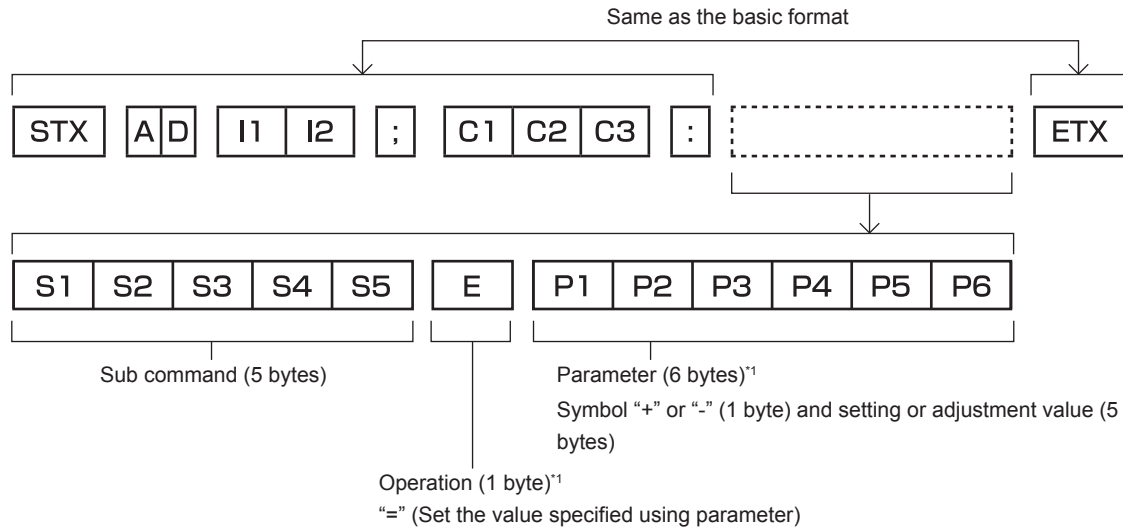 Same as the basic format
STX A D I1 I2 ; C1 C2 C3 : ETX
S1 S2 S3 S4 S5 E P1 P2 P3 P4 P5 P6
Sub command (5 bytes)
Parameter (6 bytes)*1
Symbol “+” or “-” (1 byte) and setting or adjustment value (5
bytes)
Operation (1 byte)*1
“=” (Set the value specified using parameter)